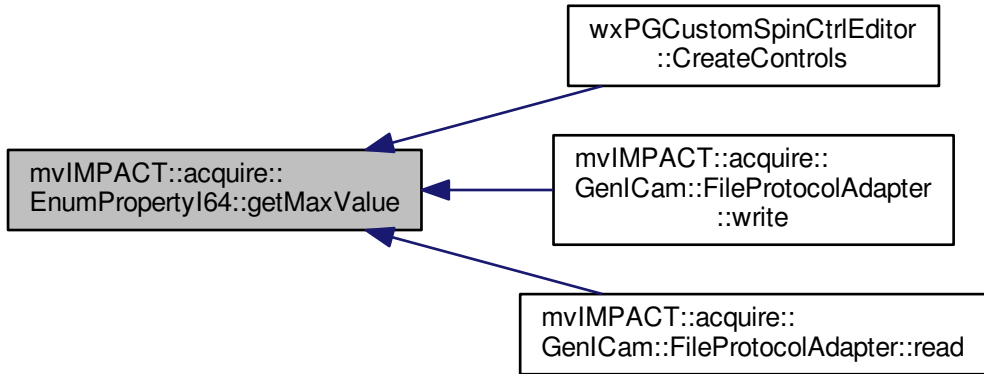 wxPGCustomSpinCtrlEditor
::CreateControls
mvIMPACT::acquire::
EnumPropertyI64::getMaxValue
mvIMPACT::acquire::
GenICam::FileProtocolAdapter
::write
mvIMPACT::acquire::
GenICam::FileProtocolAdapter::read